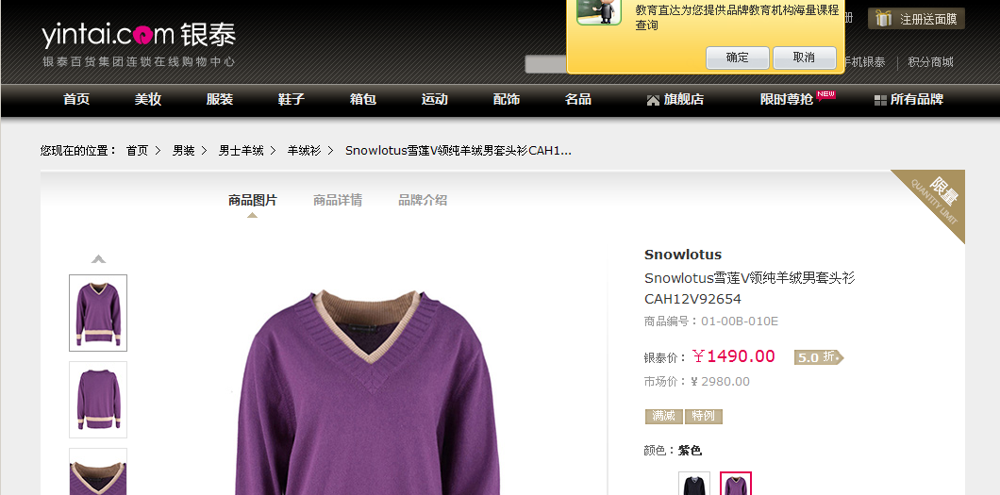 教育直达为您提供品牌教育机构海量课程
查询
确定 取消
册
注册送面膜
yintai.com 银泰
银泰百货集团连锁在线购物中心
手机银泰 积分商城
首页 美妆 服装 鞋子 箱包 运动 配饰 名品 旗舰店 限时尊抢 NEW 所有品牌
您现在的位置： 首页 > 男装 > 男士羊绒 > 羊绒衫 > Snowlotus雪莲V领纯羊绒男套头衫CAH1...
限量
QUANTITY LIMIT
商品图片 商品详情 品牌介绍
Snowlotus
Snowlotus雪莲V领纯羊绒男套头衫
CAH12V92654
商品编号：01-00B-010E
银泰价：¥1490.00 5.0 折
市场价：¥ 2980.00
满减 特例
颜色：紫色